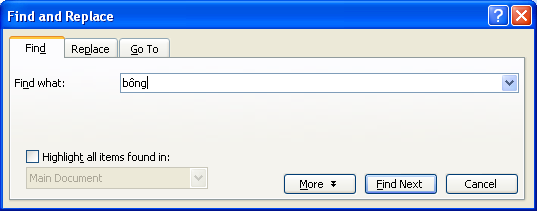 Find and Replace
Find Replace Go To
Find what: bông
Highlight all items found in:
Main Document
More Find Next Cancel